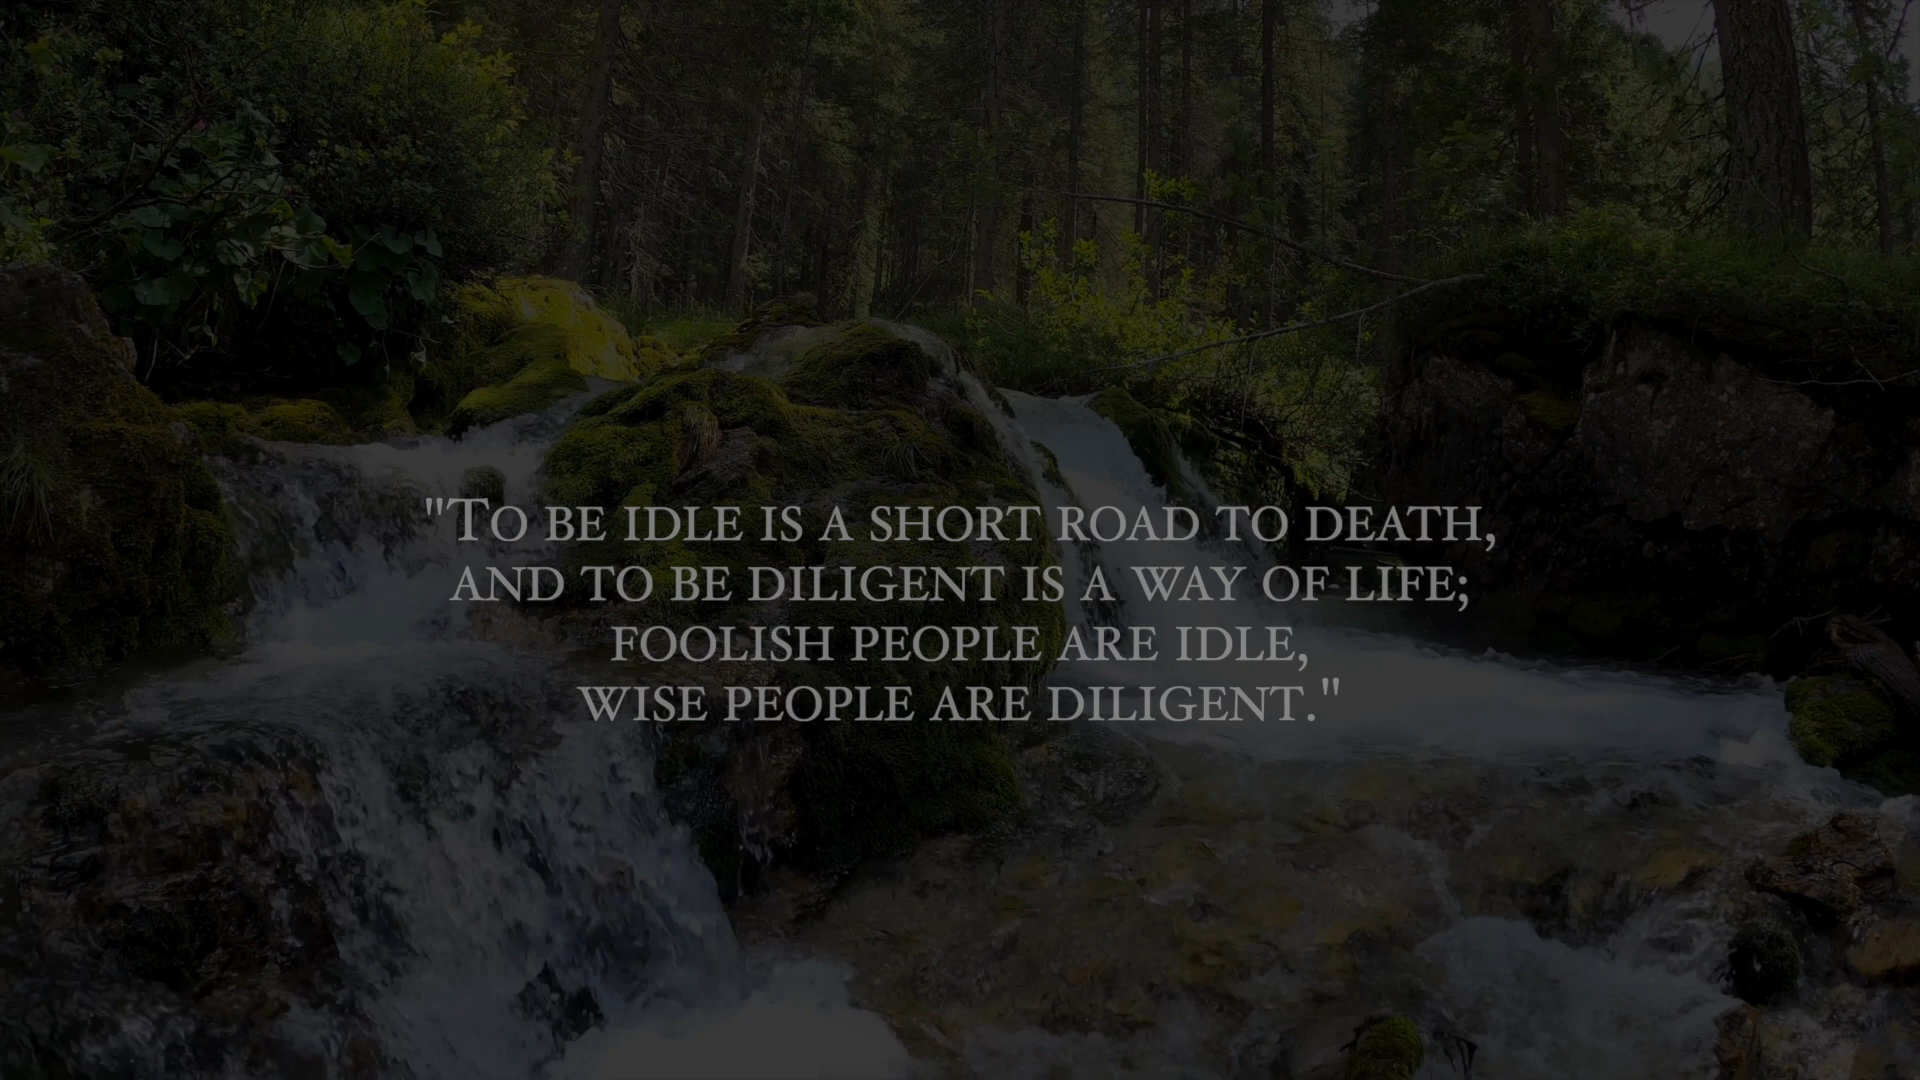 "To be idle is a short road to death,
and to be diligent is a way of life;
foolish people are idle,
wise people are diligent."